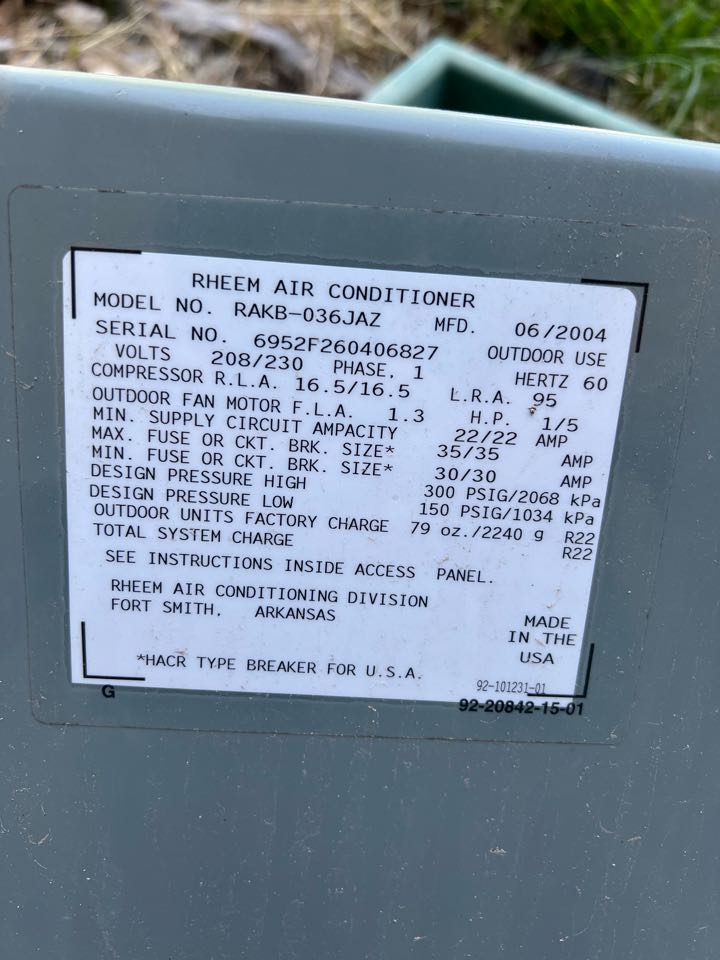 RHEEM AIR CONDITIONER
MODEL NO. RAKB-036JAZ MFD. 06/2004
SERIAL NO. 6952F260406827 OUTDOOR USE
VOLTS 208/230 PHASE. 1 HERTZ 60
COMPRESSOR R.L.A. 16.5/16.5 L.R.A. 95
OUTDOOR FAN MOTOR F.L.A. 1.3 H.P. 1/5
MIN. SUPPLY CIRCUIT AMPACITY 22/22 AMP
MAX. FUSE OR CKT. BRK. SIZE* 35/35 AMP
MIN. FUSE OR CKT. BRK. SIZE* 30/30 AMP
DESIGN PRESSURE HIGH 300 PSIG/2068 kPa
DESIGN PRESSURE LOW 150 PSIG/1034 kPa
OUTDOOR UNITS FACTORY CHARGE 79 oz./2240 g R22
TOTAL SYSTEM CHARGE R22
SEE INSTRUCTIONS INSIDE ACCESS PANEL.
RHEEM AIR CONDITIONING DIVISION
FORT SMITH, ARKANSAS
MADE
IN THE
USA
*HACR TYPE BREAKER FOR U.S.A.
92-101231-01
G 92-20842-15-01